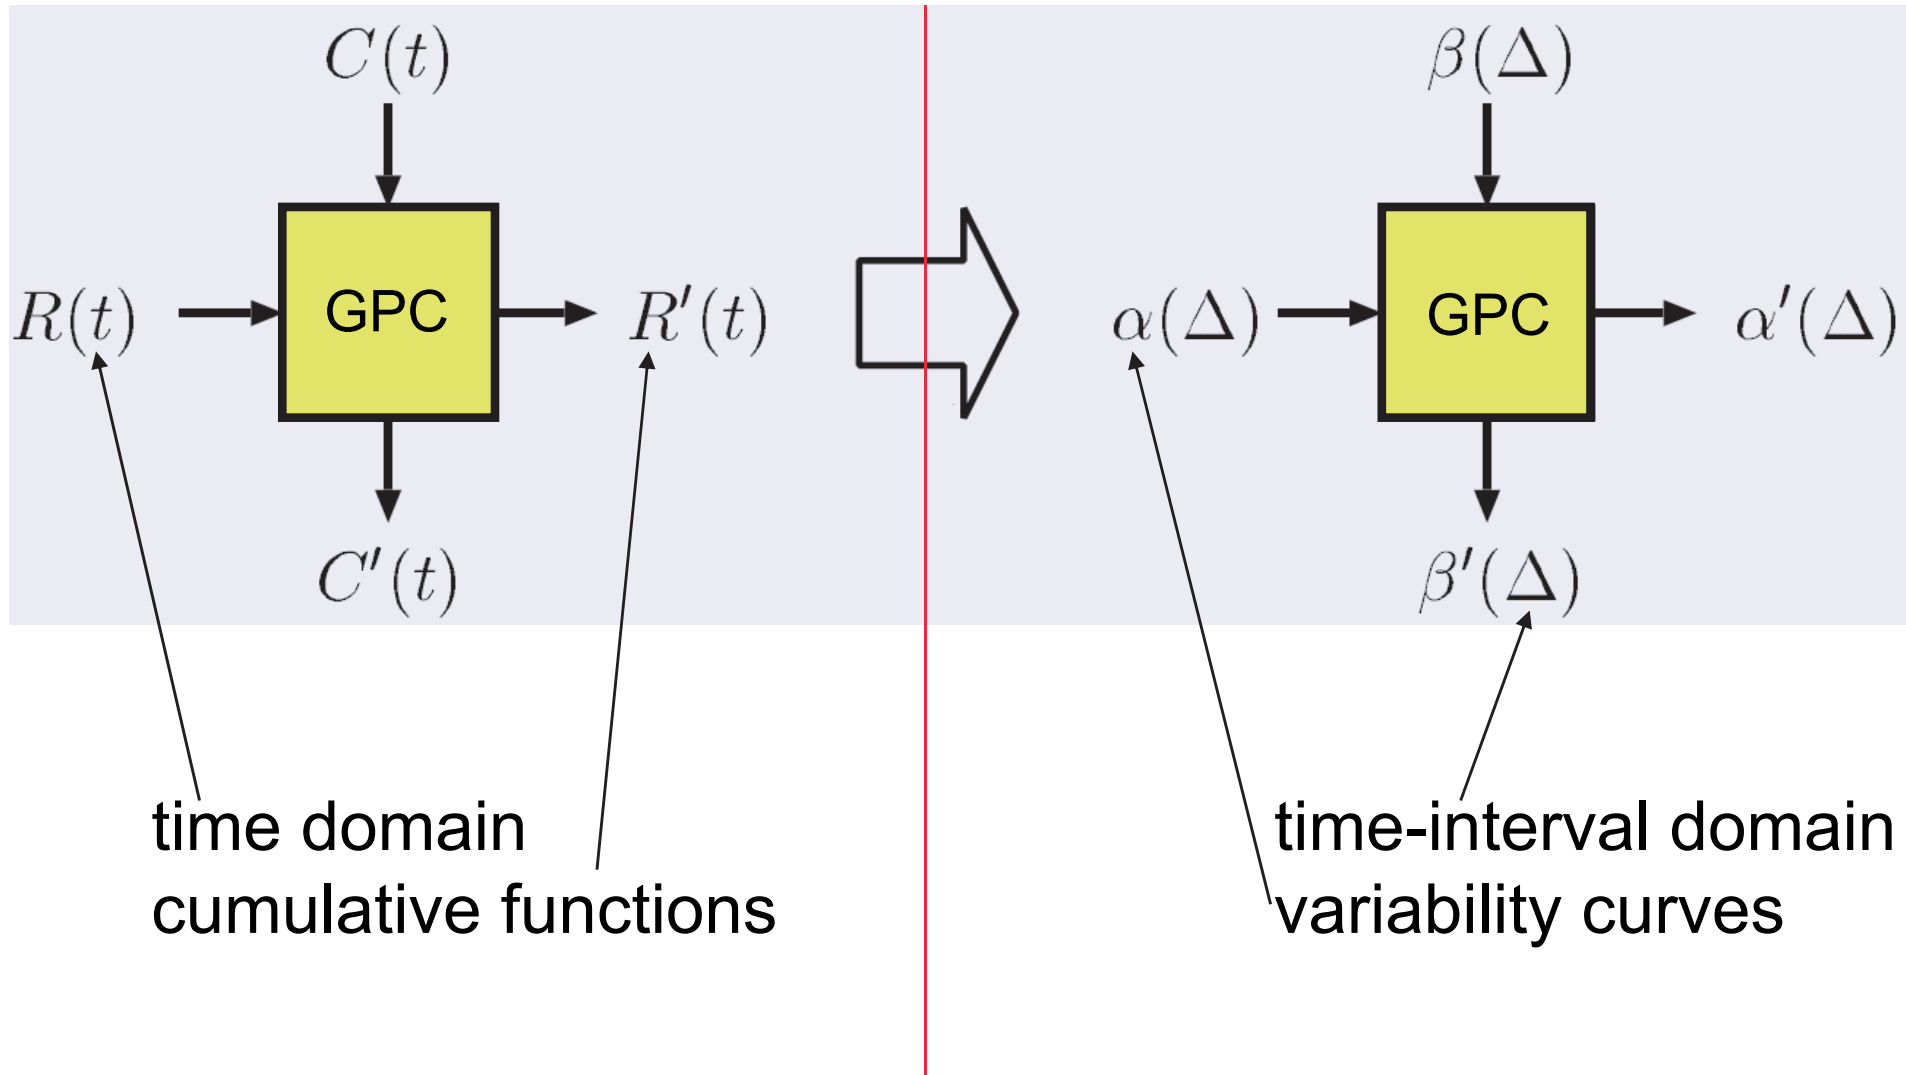 C(t)
R(t)
GPC
R′(t)
C′(t)
time domain
cumulative functions
β(Δ)
α(Δ)
GPC
α′(Δ)
β′(Δ)
time-interval domain
variability curves